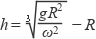 h = ∛(gR²/ω²) − R